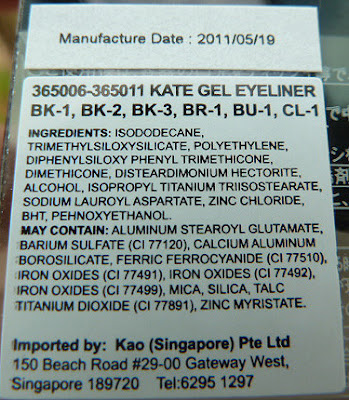 Manufacture Date : 2011/05/19
365006-365011 KATE GEL EYELINER
BK-1, BK-2, BK-3, BR-1, BU-1, CL-1
INGREDIENTS: ISODODECANE,
TRIMETHYLSILOXYSILICATE, POLYETHYLENE,
DIPHENYLSILOXY PHENYL TRIMETHICONE,
DIMETHICONE, DISTEARDIMONIUM HECTORITE,
ALCOHOL, ISOPROPYL TITANIUM TRIISOSTEARATE,
SODIUM LAUROYL ASPARTATE, ZINC CHLORIDE,
BHT, PEHNOXYETHANOL.
MAY CONTAIN: ALUMINUM STEAROYL GLUTAMATE,
BARIUM SULFATE (CI 77120), CALCIUM ALUMINUM
BOROSILICATE, FERRIC FERROCYANIDE (CI 77510),
IRON OXIDES (CI 77491), IRON OXIDES (CI 77492),
IRON OXIDES (CI 77499), MICA, SILICA, TALC
TITANIUM DIOXIDE (CI 77891), ZINC MYRISTATE.
Imported by: Kao (Singapore) Pte Ltd
150 Beach Road #29-00 Gateway West,
Singapore 189720 Tel:6295 1297